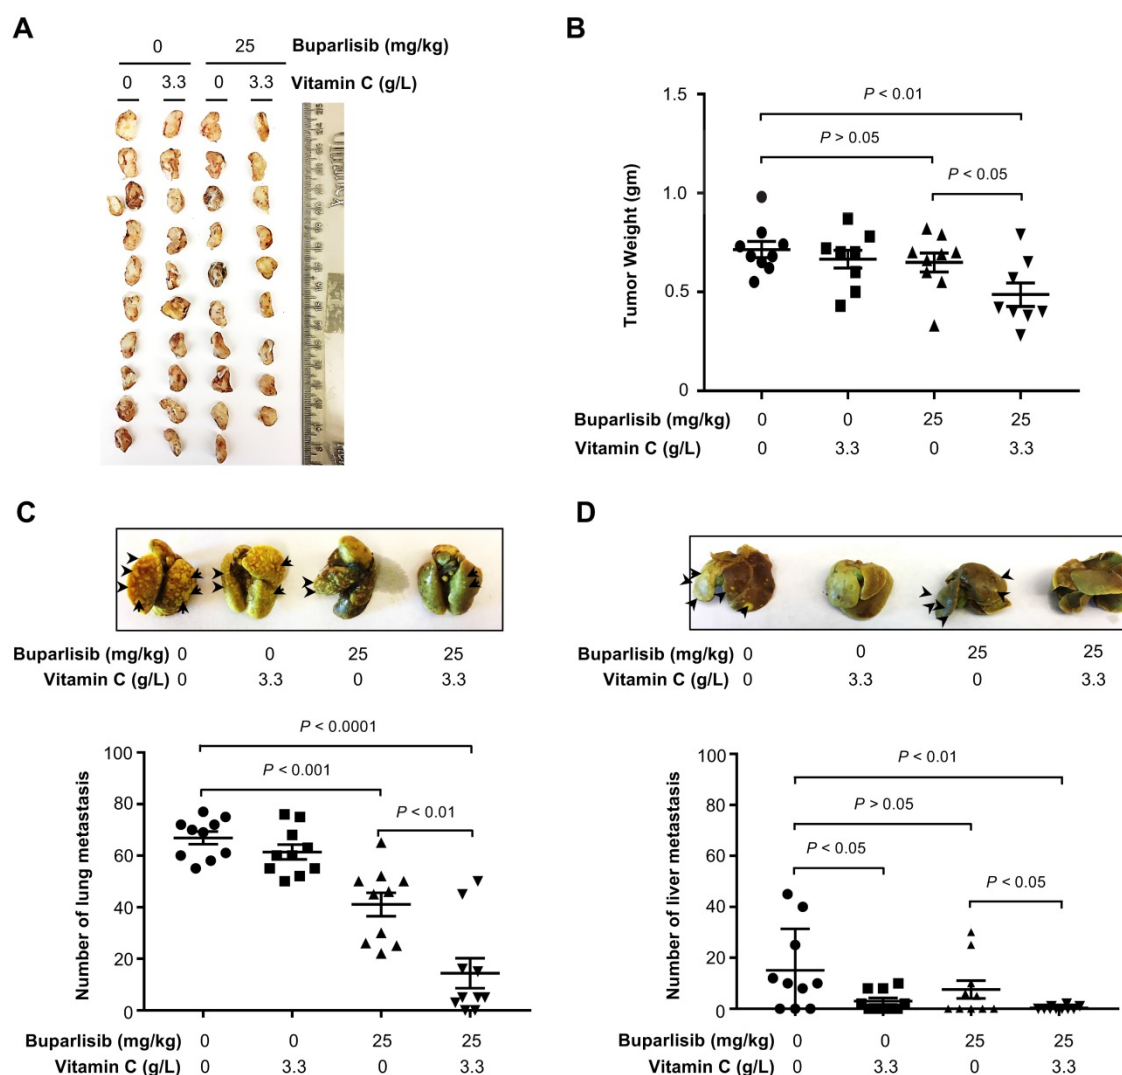 A
0 25 Buparlisib (mg/kg)
0 3.3 0 3.3 Vitamin C (g/L)
B
1.5
1.0
0.5
0
Tumor Weight (gm)
P < 0.01
P > 0.05
P < 0.05
Buparlisib (mg/kg) 0 0 25 25
Vitamin C (g/L) 0 3.3 0 3.3
C
Buparlisib (mg/kg) 0 0 25 25
Vitamin C (g/L) 0 3.3 0 3.3
100
80
60
40
20
0
Number of lung metastasis
P < 0.0001
P < 0.001
P < 0.01
Buparlisib (mg/kg) 0 0 25 25
Vitamin C (g/L) 0 3.3 0 3.3
D
Buparlisib (mg/kg) 0 0 25 25
Vitamin C (g/L) 0 3.3 0 3.3
100
80
60
40
20
0
Number of liver metastasis
P < 0.01
P > 0.05
P < 0.05
P < 0.05
Buparlisib (mg/kg) 0 0 25 25
Vitamin C (g/L) 0 3.3 0 3.3